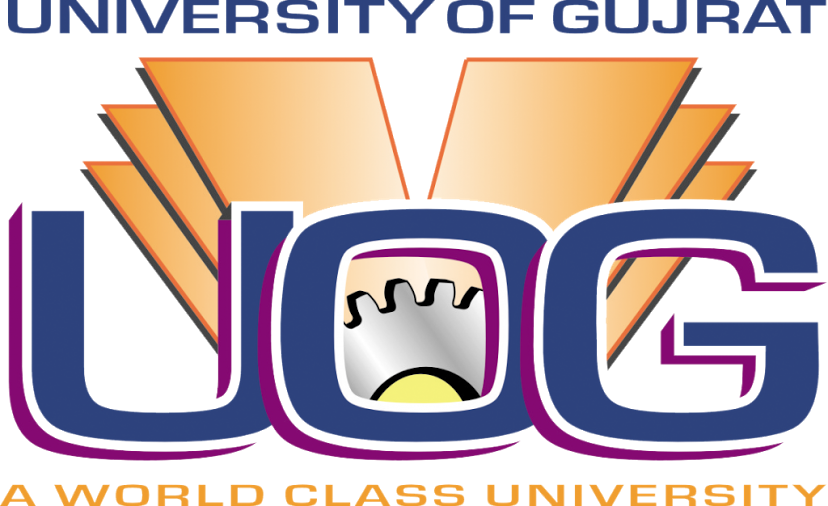 UNIVERSITY OF GUJRAT
UOG
A WORLD CLASS UNIVERSITY